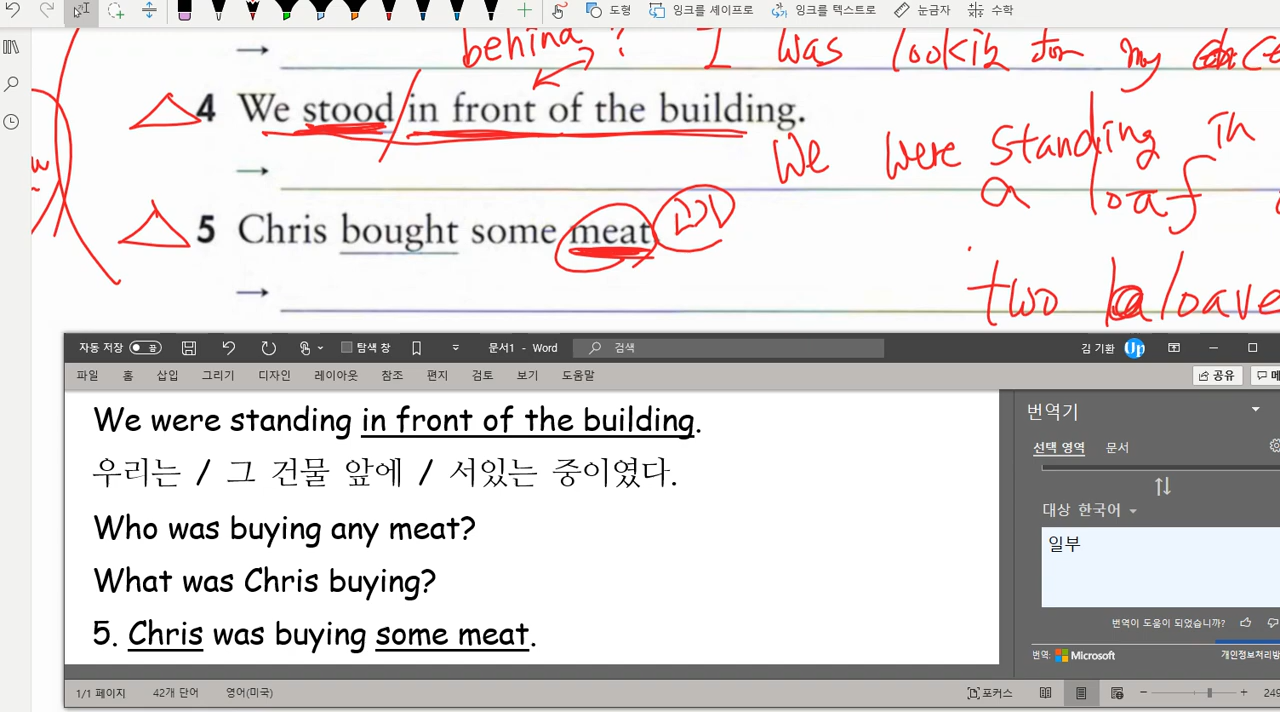 도형 잉크를 셰이프로 잉크를 텍스트로 눈금자 수학
→ behind? I was lookin for my
4 We stood in front of the building.
→ We were standing in
a loaf
5 Chris bought some meat
→ two loave
자동 저장 끔 탐색 창 문서1 - Word 검색 김 기환 Up
파일 홈 삽입 그리기 디자인 레이아웃 참조 편지 검토 보기 도움말 공유 메
We were standing in front of the building.
우리는 / 그 건물 앞에 / 서있는 중이였다.
Who was buying any meat?
What was Chris buying?
5. Chris was buying some meat.
번역기
선택 영역 문서
대상 한국어
일부
번역이 도움이 되었습니까?
번역: Microsoft 개인정보처리방
1/1 페이지 42개 단어 영어(미국) 포커스 249